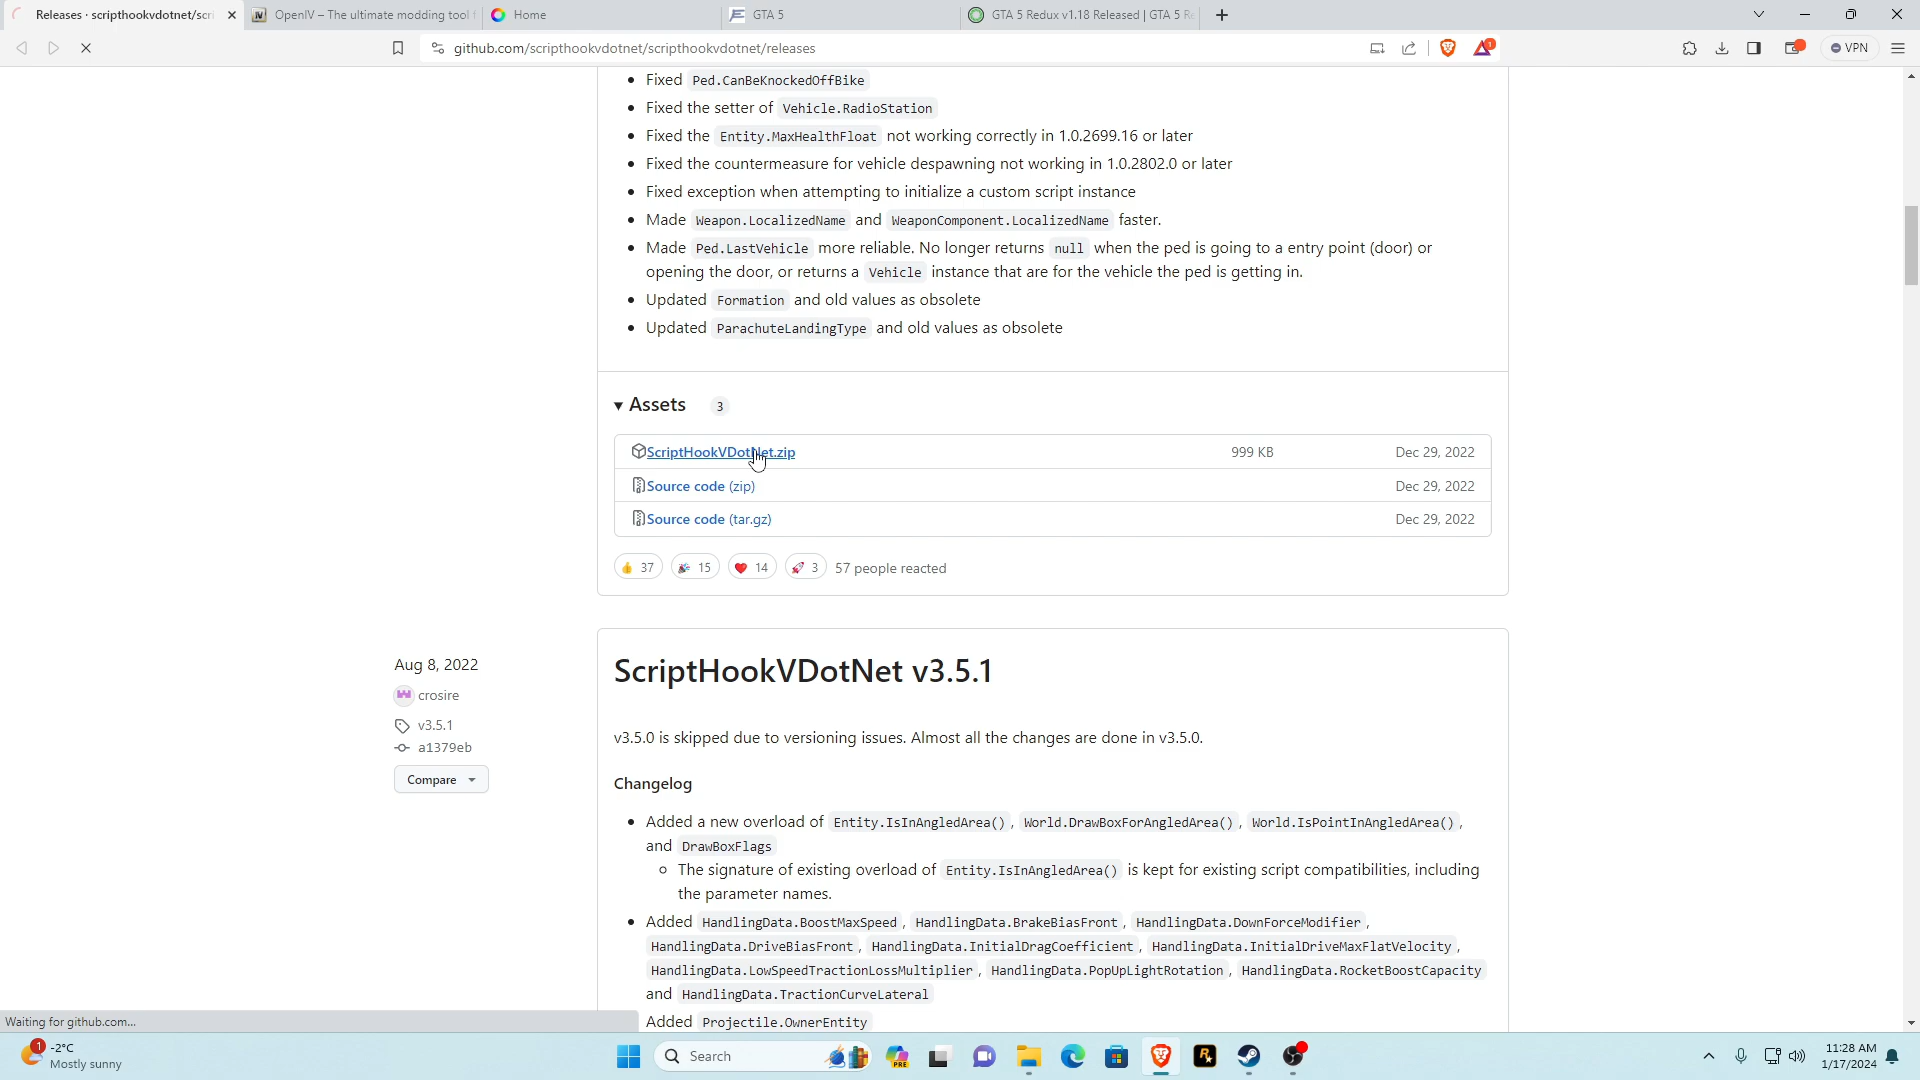 Releases · scripthookvdotnet/scri
OpenIV – The ultimate modding tool f
Home
GTA 5
GTA 5 Redux v1.18 Released | GTA 5 Re
github.com/scripthookvdotnet/scripthookvdotnet/releases
1
VPN
Fixed Ped.CanBeKnockedOffBike
Fixed the setter of Vehicle.RadioStation
Fixed the Entity.MaxHealthFloat not working correctly in 1.0.2699.16 or later
Fixed the countermeasure for vehicle despawning not working in 1.0.2802.0 or later
Fixed exception when attempting to initialize a custom script instance
Made Weapon.LocalizedName and WeaponComponent.LocalizedName faster.
Made Ped.LastVehicle more reliable. No longer returns null when the ped is going to a entry point (door) or
opening the door, or returns a Vehicle instance that are for the vehicle the ped is getting in.
Updated Formation and old values as obsolete
Updated ParachuteLandingType and old values as obsolete
Assets 3
ScriptHookVDotNet.zip 999 KB Dec 29, 2022
Source code (zip) Dec 29, 2022
Source code (tar.gz) Dec 29, 2022
37 15 14 3 57 people reacted
Aug 8, 2022
crosire
v3.5.1
a1379eb
Compare
ScriptHookVDotNet v3.5.1
v3.5.0 is skipped due to versioning issues. Almost all the changes are done in v3.5.0.
Changelog
Added a new overload of Entity.IsInAngledArea() , World.DrawBoxForAngledArea() , World.IsPointInAngledArea() ,
and DrawBoxFlags
The signature of existing overload of Entity.IsInAngledArea() is kept for existing script compatibilities, including
the parameter names.
Added HandlingData.BoostMaxSpeed , HandlingData.BrakeBiasFront , HandlingData.DownForceModifier ,
HandlingData.DriveBiasFront , HandlingData.InitialDragCoefficient , HandlingData.InitialDriveMaxFlatVelocity ,
HandlingData.LowSpeedTractionLossMultiplier , HandlingData.PopUpLightRotation , HandlingData.RocketBoostCapacity
and HandlingData.TractionCurveLateral
Added Projectile.OwnerEntity
Waiting for github.com...
1
-2°C
Mostly sunny
Search
PRE
11:28 AM
1/17/2024